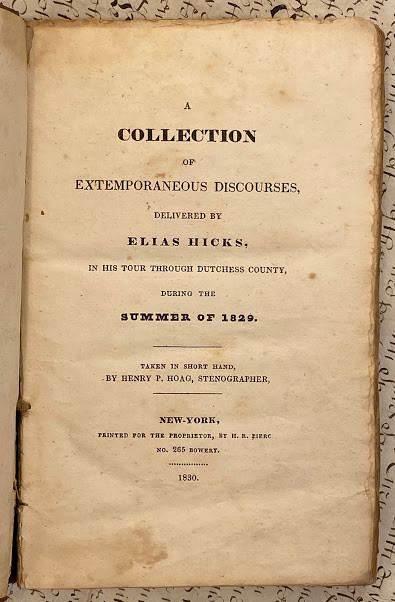 A
COLLECTION
OF
EXTEMPORANEOUS DISCOURSES,
DELIVERED BY
ELIAS HICKS,
IN HIS TOUR THROUGH DUTCHESS COUNTY,
DURING THE
SUMMER OF 1829.
TAKEN IN SHORT HAND,
BY HENRY P. HOAG, STENOGRAPHER,
NEW-YORK,
PRINTED FOR THE PROPRIETOR, BY H. R.
NO. 265 BOWERY.
1830.